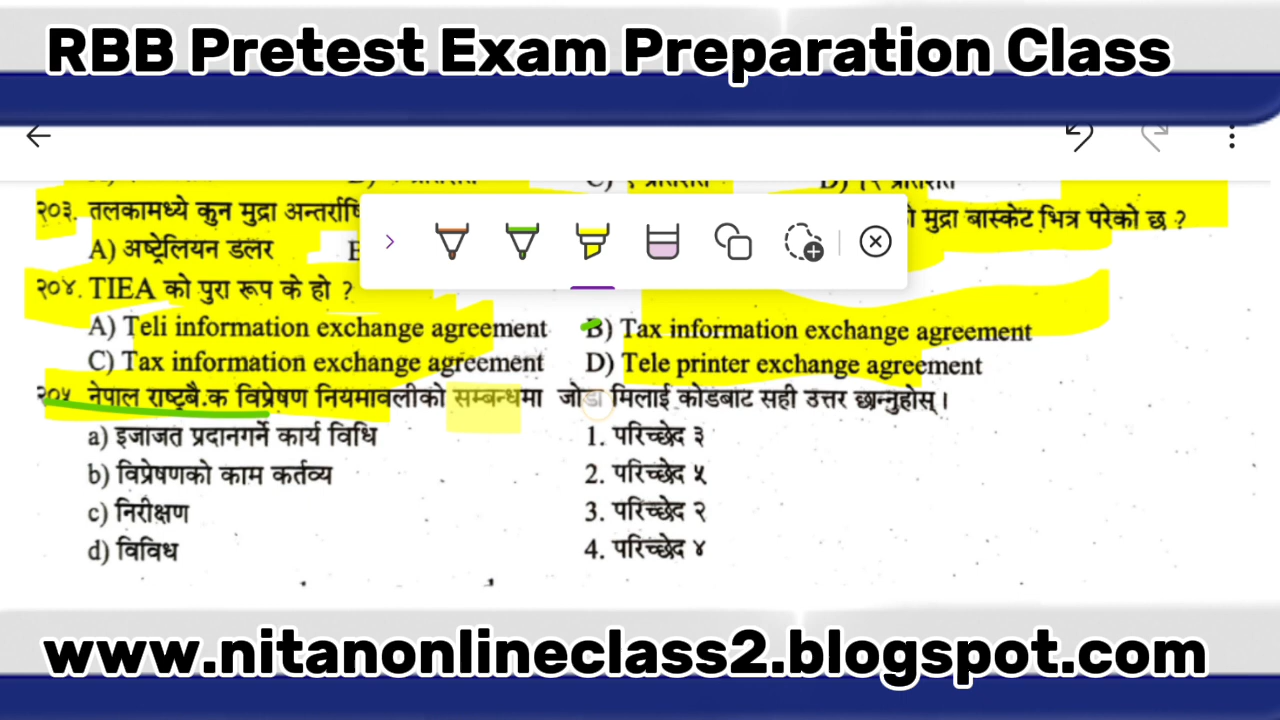 RBB Pretest Exam Preparation Class
२०३. तलकामध्ये कुन मुद्रा मुद्रा बास्केट भित्र परेको छ ?
A) अष्ट्रेलियन डलर
२०४. TIEA को पुरा रूप के हो ?
A) Teli information exchange agreement B) Tax information exchange agreement
C) Tax information exchange agreement D) Tele printer exchange agreement
२०५ नेपाल राष्ट्रबै.क विप्रेषण नियमावलीको सम्बन्धमा जोडा मिलाई कोडबाट सही उत्तर छान्नुहोस् ।
a) इजाजत प्रदानगर्ने कार्य विधि 1. परिच्छेद ३
b) विप्रेषणको काम कर्तव्य 2. परिच्छेद ५
c) निरीक्षण 3. परिच्छेद २
d) विविध 4. परिच्छेद ४
www.nitanonlineclass2.blogspot.com